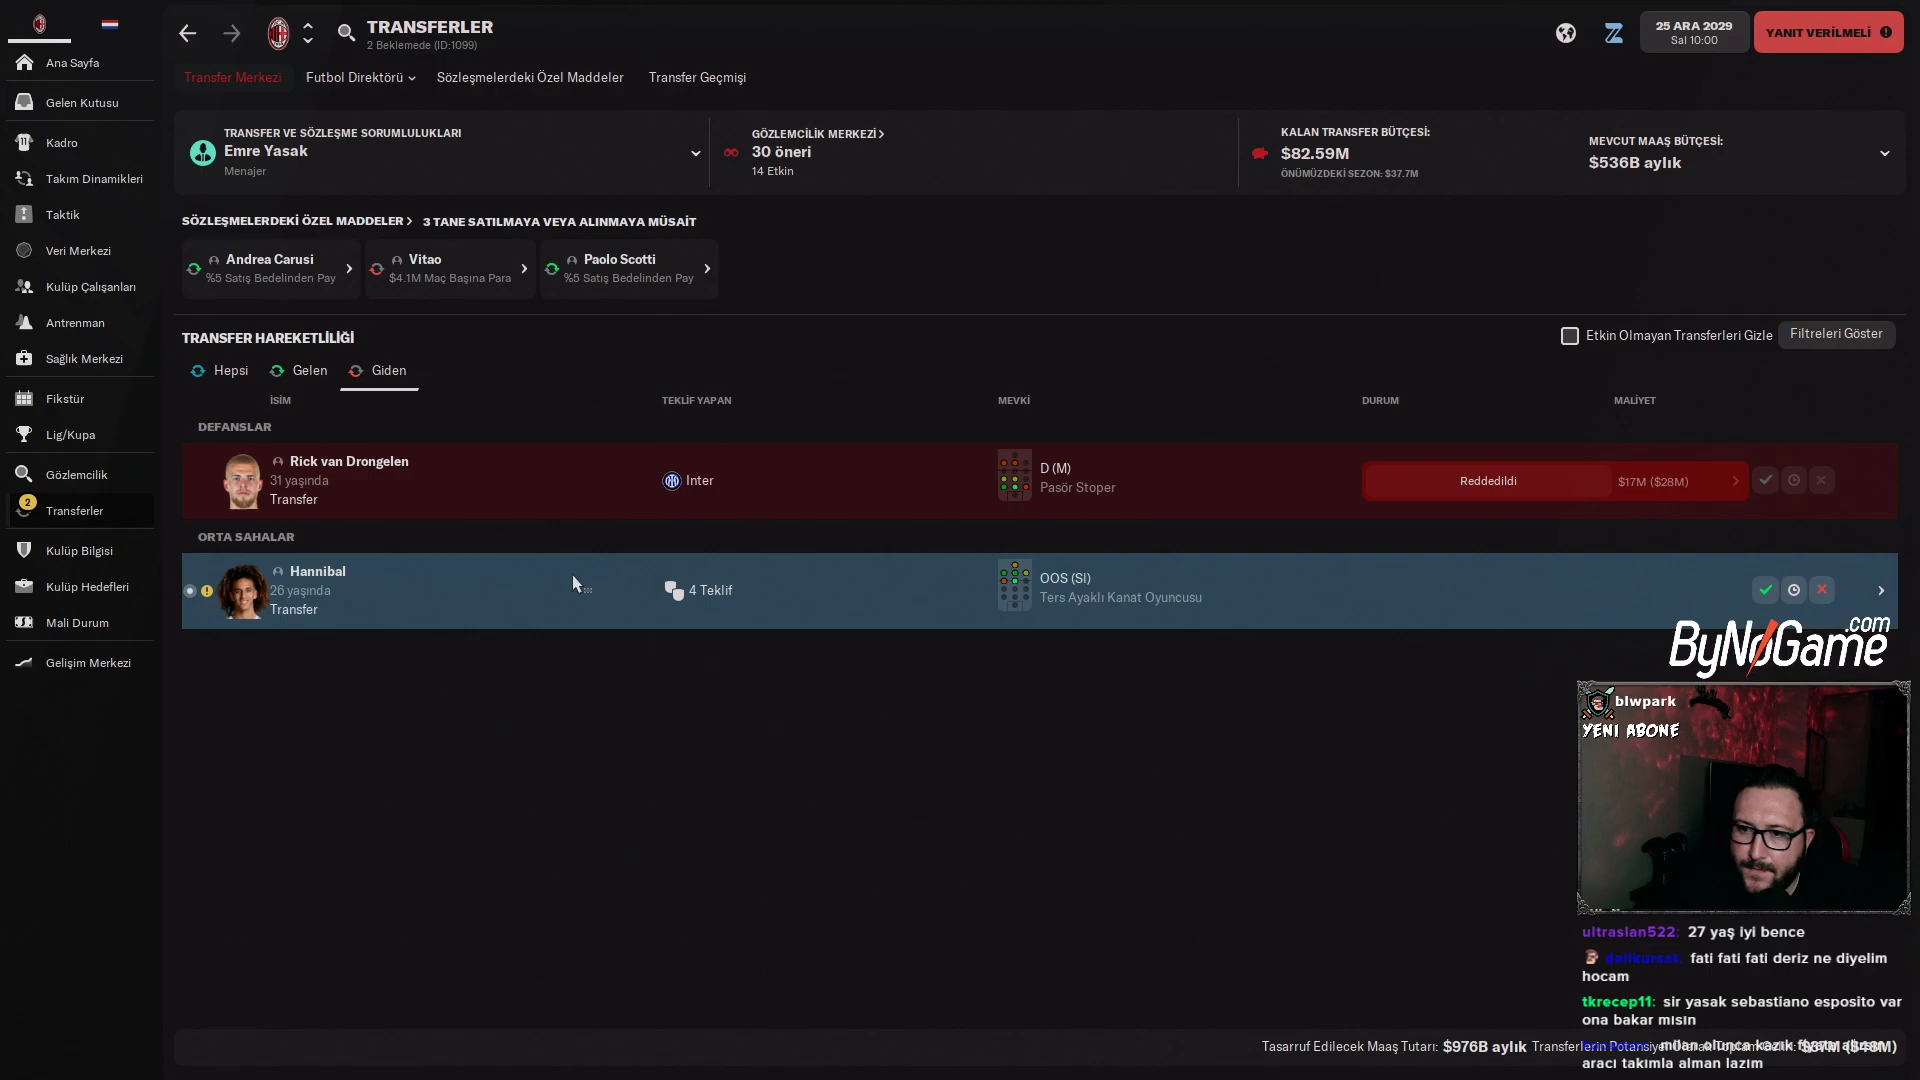 TRANSFERLER
2 Beklemede (ID:1099)
25 ARA 2029
Sal 10:00
YANIT VERİLMELİ
Ana Sayfa
Gelen Kutusu
Kadro
Takım Dinamikleri
Taktik
Veri Merkezi
Kulüp Çalışanları
Antrenman
Sağlık Merkezi
Fikstür
Lig/Kupa
Gözlemcilik
2
Transferler
Kulüp Bilgisi
Kulüp Hedefleri
Mali Durum
Gelişim Merkezi
Transfer Merkezi
Futbol Direktörü
Sözleşmelerdeki Özel Maddeler
Transfer Geçmişi
TRANSFER VE SÖZLEŞME SORUMLULUKLARI
Emre Yasak
Menajer
GÖZLEMCİLİK MERKEZİ
30 öneri
14 Etkin
KALAN TRANSFER BÜTÇESİ:
$82.59M
ÖNÜMÜZDEKİ SEZON: $37.7M
MEVCUT MAAŞ BÜTÇESİ:
$536B aylık
SÖZLEŞMELERDEKİ ÖZEL MADDELER
3 TANE SATILMAYA VEYA ALINMAYA MÜSAİT
Andrea Carusi
%5 Satış Bedelinden Pay
Vitao
$4.1M Maç Başına Para
Paolo Scotti
%5 Satış Bedelinden Pay
TRANSFER HAREKETLİLİĞİ
Etkin Olmayan Transferleri Gizle
Filtreleri Göster
Hepsi
Gelen
Giden
İSİM
TEKLİF YAPAN
MEVKİ
DURUM
MALİYET
DEFANSLAR
Rick van Drongelen
31 yaşında
Transfer
Inter
D (M)
Pasör Stoper
Reddedildi
$17M ($28M)
ORTA SAHALAR
Hannibal
26 yaşında
Transfer
4 Teklif
OOS (Sl)
Ters Ayaklı Kanat Oyuncusu
ByNoGame.com
blwpark
YENI ABONE
ultraslan522: 27 yaş iyi bence
delikursat: fati fati fati deriz ne diyelim
hocam
tkrecep11: sir yasak sebastiano esposito var
ona bakar misin
milan olunca kazık
araci takimla alman lazim
Tasarruf Edilecek Maaş Tutarı: $976B aylık